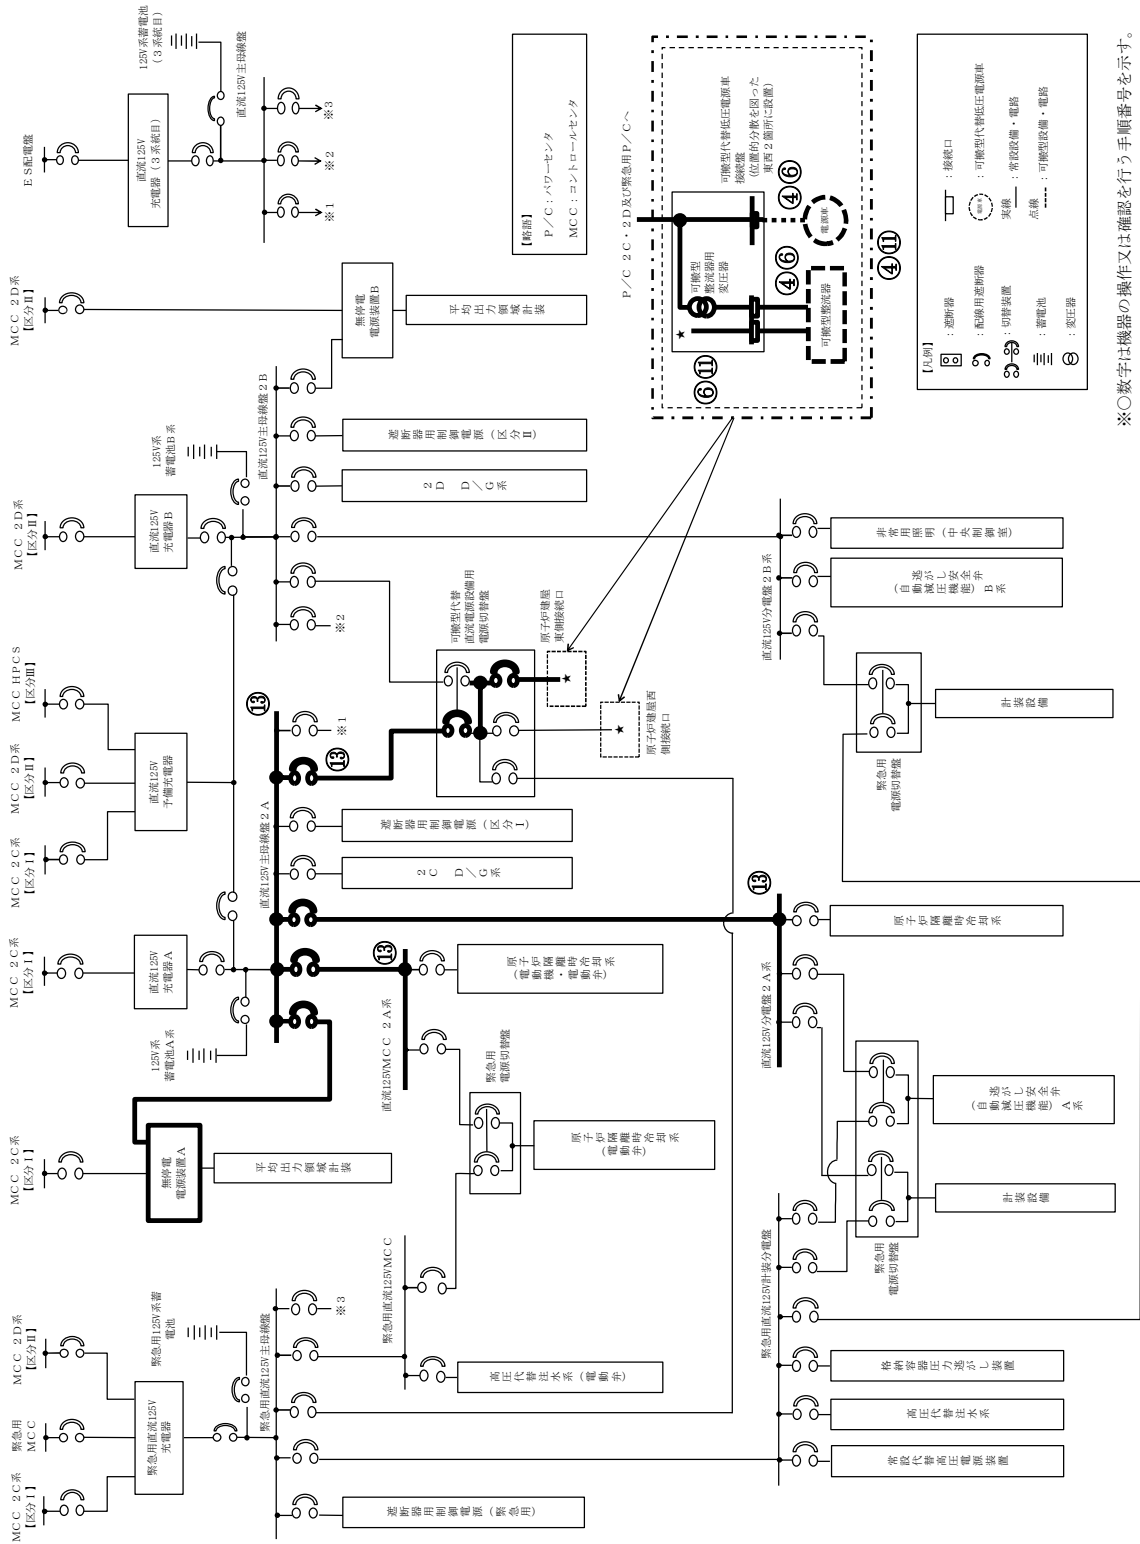 MCC 2C系
【区分Ⅰ】
緊急用
MCC
MCC 2D系
【区分Ⅱ】
MCC 2C系
【区分Ⅰ】
MCC 2C系
【区分Ⅰ】
MCC 2C系
【区分Ⅰ】
MCC 2D系
【区分Ⅱ】
MCC HPCS
【区分Ⅲ】
MCC 2D系
【区分Ⅱ】
MCC 2D系
【区分Ⅱ】
ES配電盤
緊急用直流125V
充電器
緊急用125V系蓄
電池
無停電
電源装置A
125V系
蓄電池A系
直流125V
充電器A
直流125V
予備充電器
直流125V
充電器B
125V系
蓄電池B系
直流125V
充電器(3系統目)
125V系蓄電池
(3系統目)
緊急用直流125V主母線盤
平均出力領域計装
直流125V主母線盤2A
⑬
直流125V主母線盤2B
無停電
電源装置B
直流125V主母線盤
※1
※2
※3
遮断器用制御電源(緊急用)
※3
2C D/G系
遮断器用制御電源(区分Ⅰ)
⑬
※1
※2
2D D/G系
遮断器用制御電源(区分Ⅱ)
平均出力領域計装
緊急用直流125VMCC
直流125VMCC 2A系
⑬
高圧代替注水系(電動弁)
原子炉隔離時冷却系
(電動機・電動弁)
緊急用
電源切替盤
原子炉隔離時冷却系
(電動弁)
可搬型代替
直流電源設備用
電源切替盤
原子炉建屋
東側接続口
★
原子炉建屋西
側接続口
★
【略語】
P/C:パワーセンタ
MCC:コントロールセンタ
P/C 2C・2D及び緊急用P/Cへ
可搬型代替低圧電源車
接続盤
(位置的分散を図った
東西2箇所に設置)
★
可搬型
整流器用
変圧器
⑥⑪
④⑥
④⑥
可搬型整流器
電源車
④⑪
緊急用直流125V計装分電盤
直流125V分電盤2A系
⑬
直流125V分電盤2B系
常設代替高圧電源装置
高圧代替注水系
格納容器圧力逃がし装置
緊急用
電源切替盤
計装設備
逃がし安全弁
(自動減圧機能)A系
原子炉隔離時冷却系
緊急用
電源切替盤
計装設備
逃がし安全弁
(自動減圧機能)B系
非常用照明(中央制御室)
【凡例】
:遮断器
:配線用遮断器
:切替装置
:蓄電池
:変圧器
:接続口
電源車
:可搬型代替低圧電源車
実線
:常設設備・電路
点線
:可搬型設備・電路
※○数字は機器の操作又は確認を行う手順番号を示す。